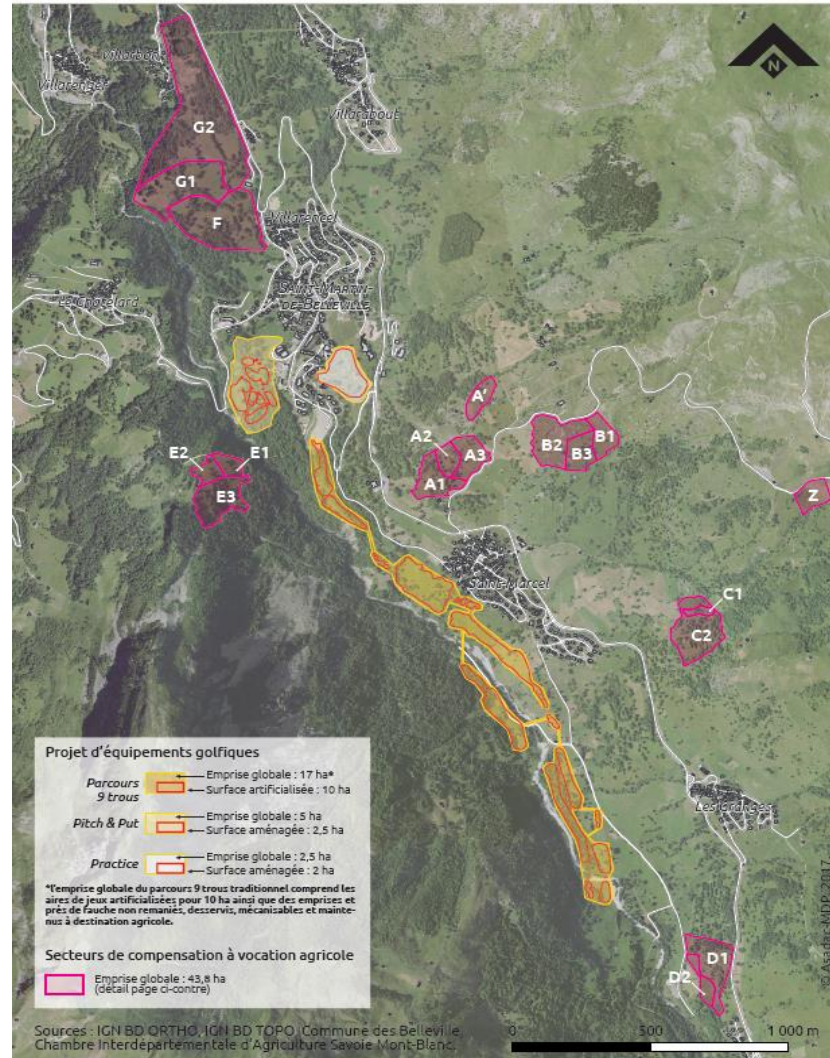 N
Villarbon
Villarenger
Villarabout
G2
G1
F
Villarencel
SAINT-MARTIN-
DE-BELLEVILLE
Le Châtelard
A'
A2
A3
A1
B2
B1
B3
Z
E2
E1
E3
Saint-Marcel
C1
C2
Les Granges
D1
D2
Projet d'équipements golfiques
Parcours
9 trous
Emprise globale : 17 ha*
Surface artificialisée : 10 ha
Pitch & Put
Emprise globale : 5 ha
Surface aménagée : 2,5 ha
Practice
Emprise globale : 2,5 ha
Surface aménagée : 2 ha
*l'emprise globale du parcours 9 trous traditionnel comprend les
aires de jeux artificialisées pour 10 ha ainsi que des emprises et
près de fauche non remaniés, desservis, mécanisables et mainte-
nus à destination agricole.
Secteurs de compensation à vocation agricole
Emprise globale : 43,8 ha
(détail page ci-contre)
Sources : IGN BD ORTHO, IGN BD TOPO, Commune des Belleville,
Chambre Interdépartementale d'Agriculture Savoie Mont-Blanc.
0 500 1 000 m
© Asadac-MDP 2017